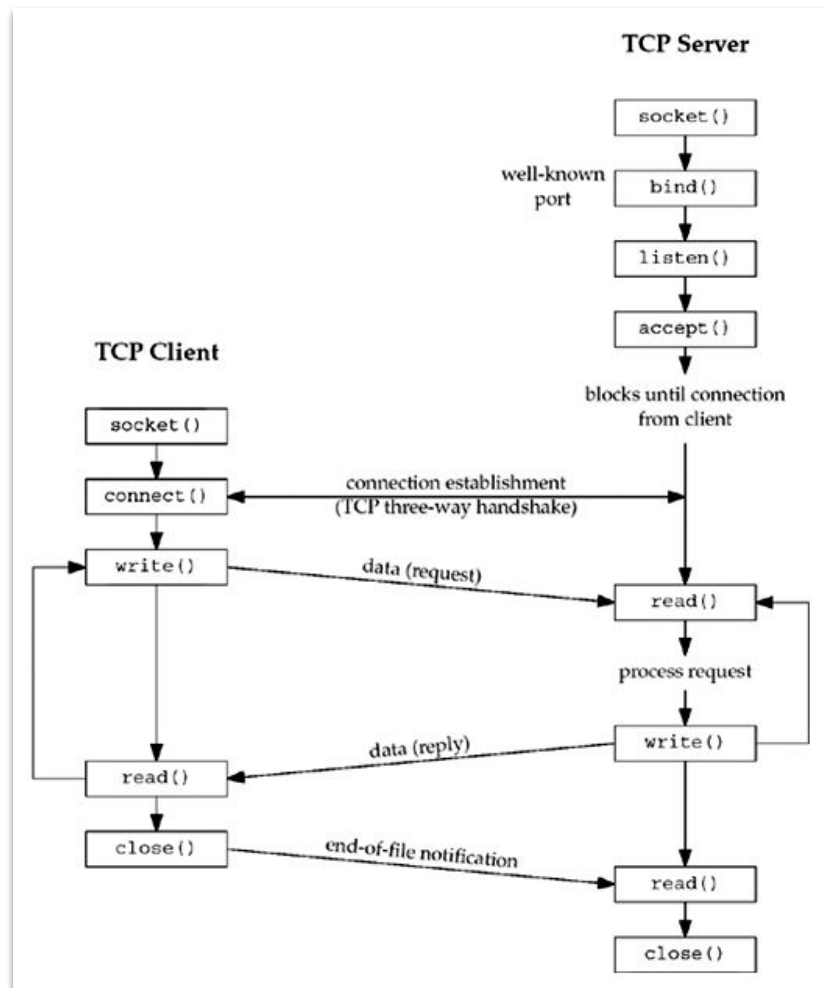 TCP Server
socket()
well-known
port
bind()
listen()
accept()
TCP Client
blocks until connection
from client
socket()
connection establishment
(TCP three-way handshake)
connect()
write()
data (request)
read()
process request
data (reply)
write()
read()
close()
end-of-file notification
read()
close()